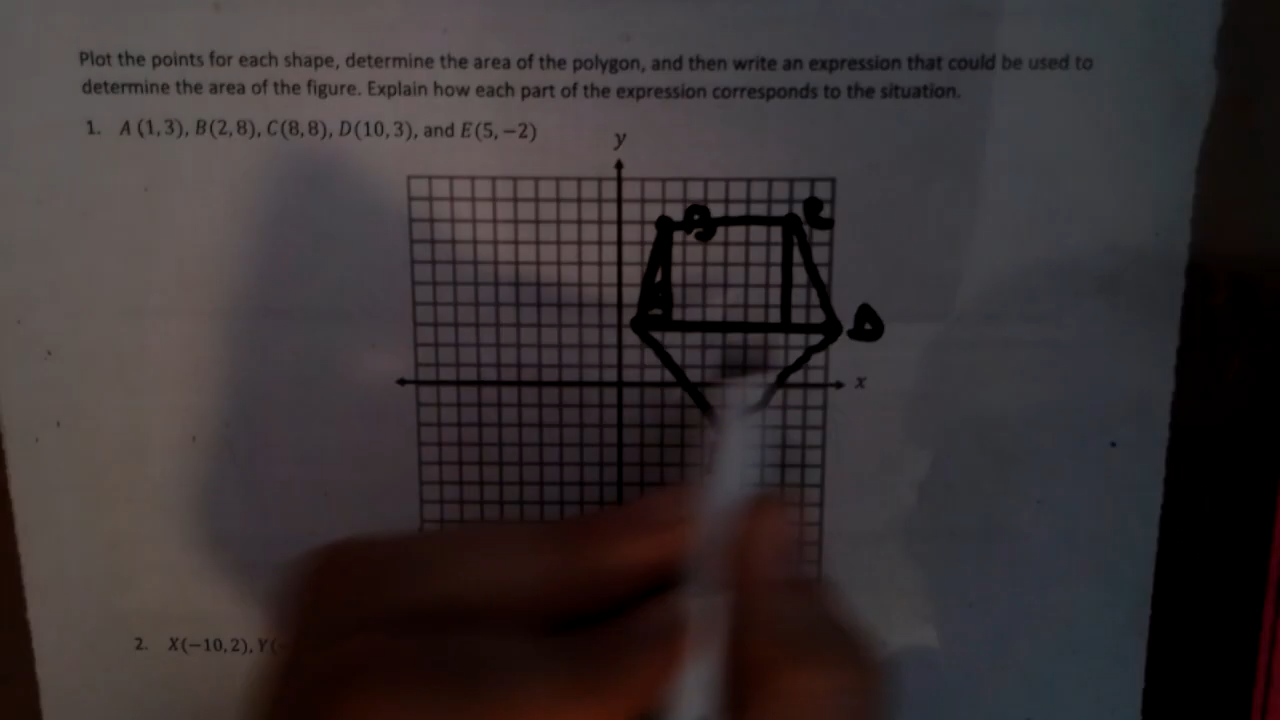 Plot the points for each shape, determine the area of the polygon, and then write an expression that could be used to
determine the area of the figure. Explain how each part of the expression corresponds to the situation.
1. A (1,3), B(2,8), C(8,8), D(10,3), and E(5,−2)
y
B C
A D
x
2. X(−10,2), Y(−